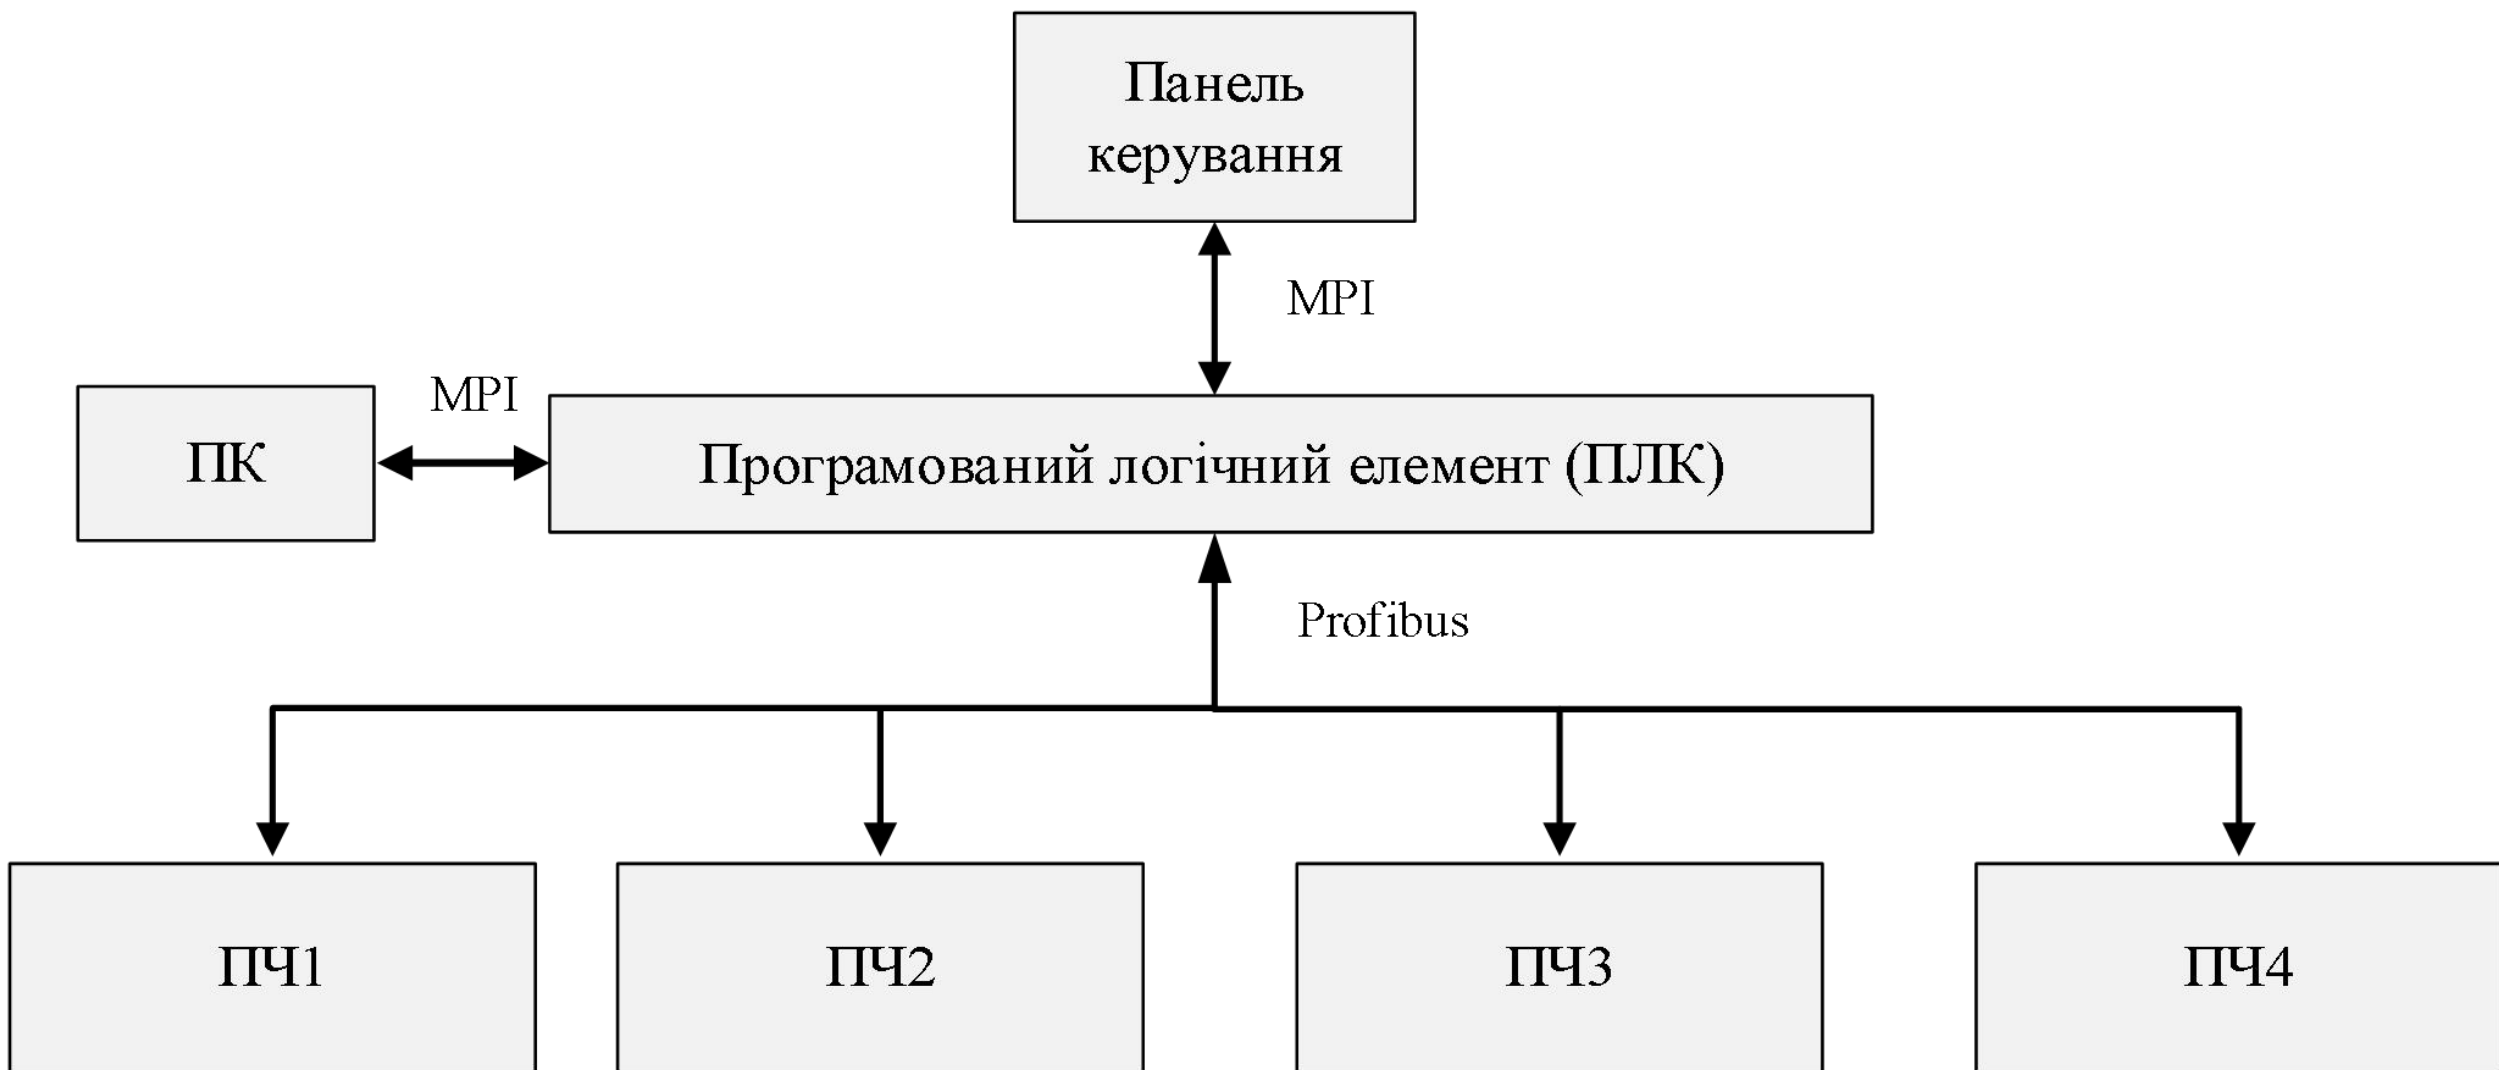 Панель
керування
MPI
MPI
ПК
Програмований логічний елемент (ПЛК)
Profibus
ПЧ1
ПЧ2
ПЧ3
ПЧ4